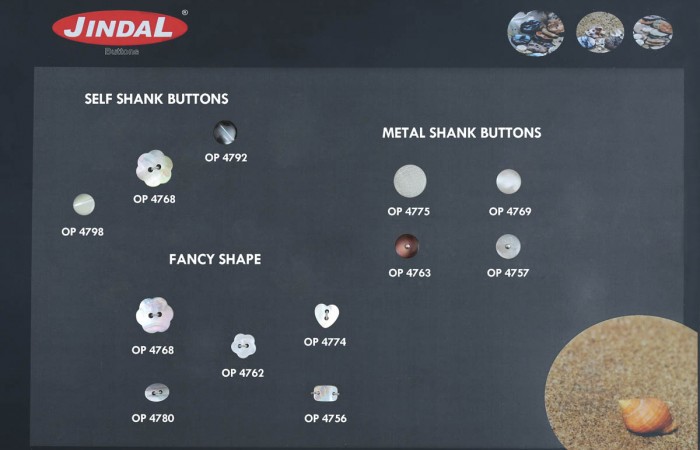 JINDAL®
Buttons
SELF SHANK BUTTONS
OP 4792
OP 4768
OP 4798
METAL SHANK BUTTONS
OP 4775
OP 4769
OP 4763
OP 4757
FANCY SHAPE
OP 4768
OP 4774
OP 4762
OP 4780
OP 4756